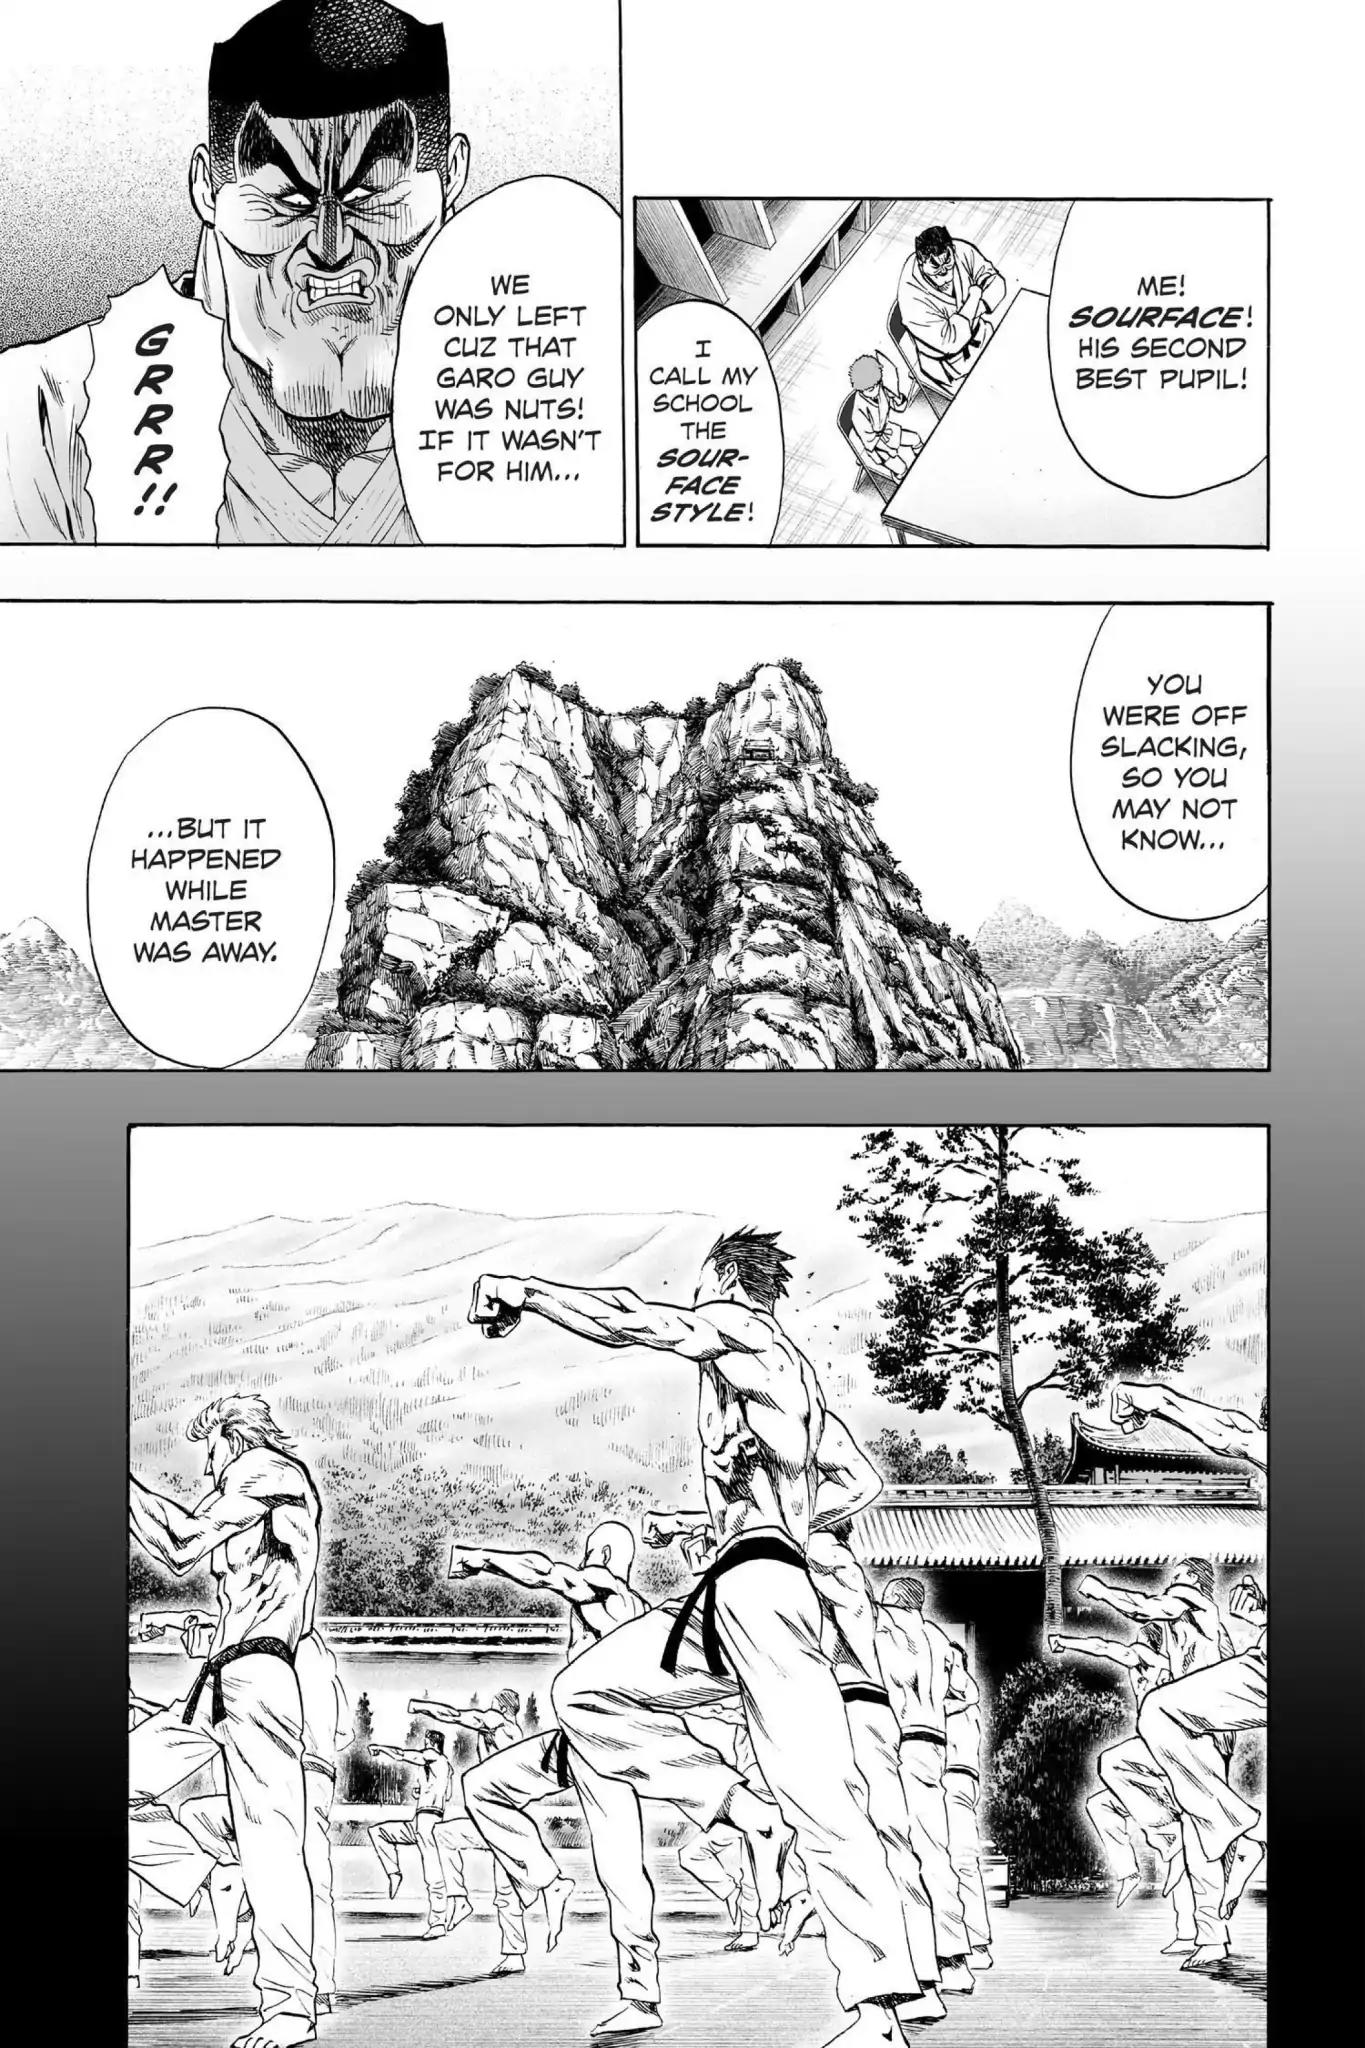 ME!
SOURFACE!
HIS SECOND
BEST PUPIL!
I
CALL MY
SCHOOL
THE
SOUR-
FACE
STYLE!
WE
ONLY LEFT
CUZ THAT
GARO GUY
WAS NUTS!
IF IT WASN'T
FOR HIM...
GRRR!!
YOU
WERE OFF
SLACKING,
SO YOU
MAY NOT
KNOW...
...BUT IT
HAPPENED
WHILE
MASTER
WAS AWAY.